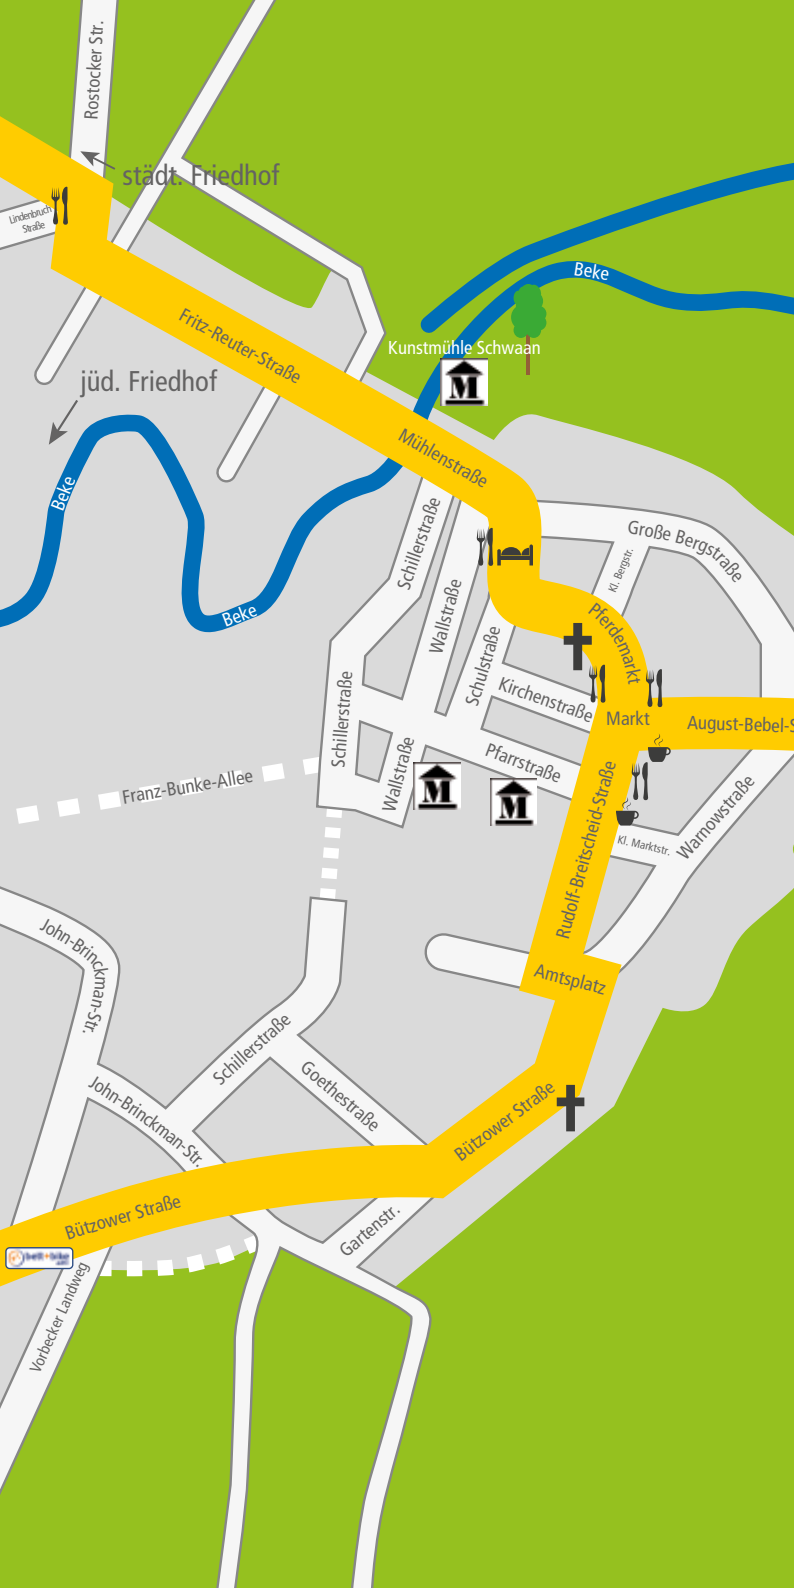 Rostocker Str.
städt. Friedhof
Lindenbruch
Straße
Beke
Fritz-Reuter-Straße
Kunstmühle Schwaan
M
jüd. Friedhof
Mühlenstraße
Beke
Schillerstraße
Große Bergstraße
Kl. Bergstr.
Beke
Wallstraße
Pferdemarkt
Schulstraße
Kirchenstraße
Schillerstraße
Markt
August-Bebel-S
Wallstraße
Pfarrstraße
Franz-Bunke-Allee
M
M
Rudolf-Breitscheid-Straße
Warnowstraße
Kl. Marktstr.
John-Brinckman-Str.
Amtsplatz
Schillerstraße
Goethestraße
John-Brinckman-Str.
Bützower Straße
Bützower Straße
Gartenstr.
bett+bike
Vorbecker Landweg